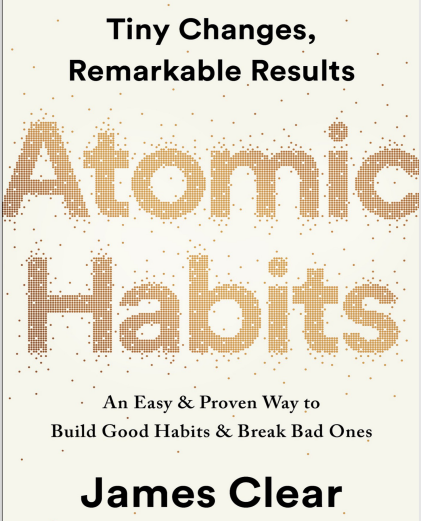 Tiny Changes,
Remarkable Results
Atomic
Habits
An Easy & Proven Way to
Build Good Habits & Break Bad Ones
James Clear